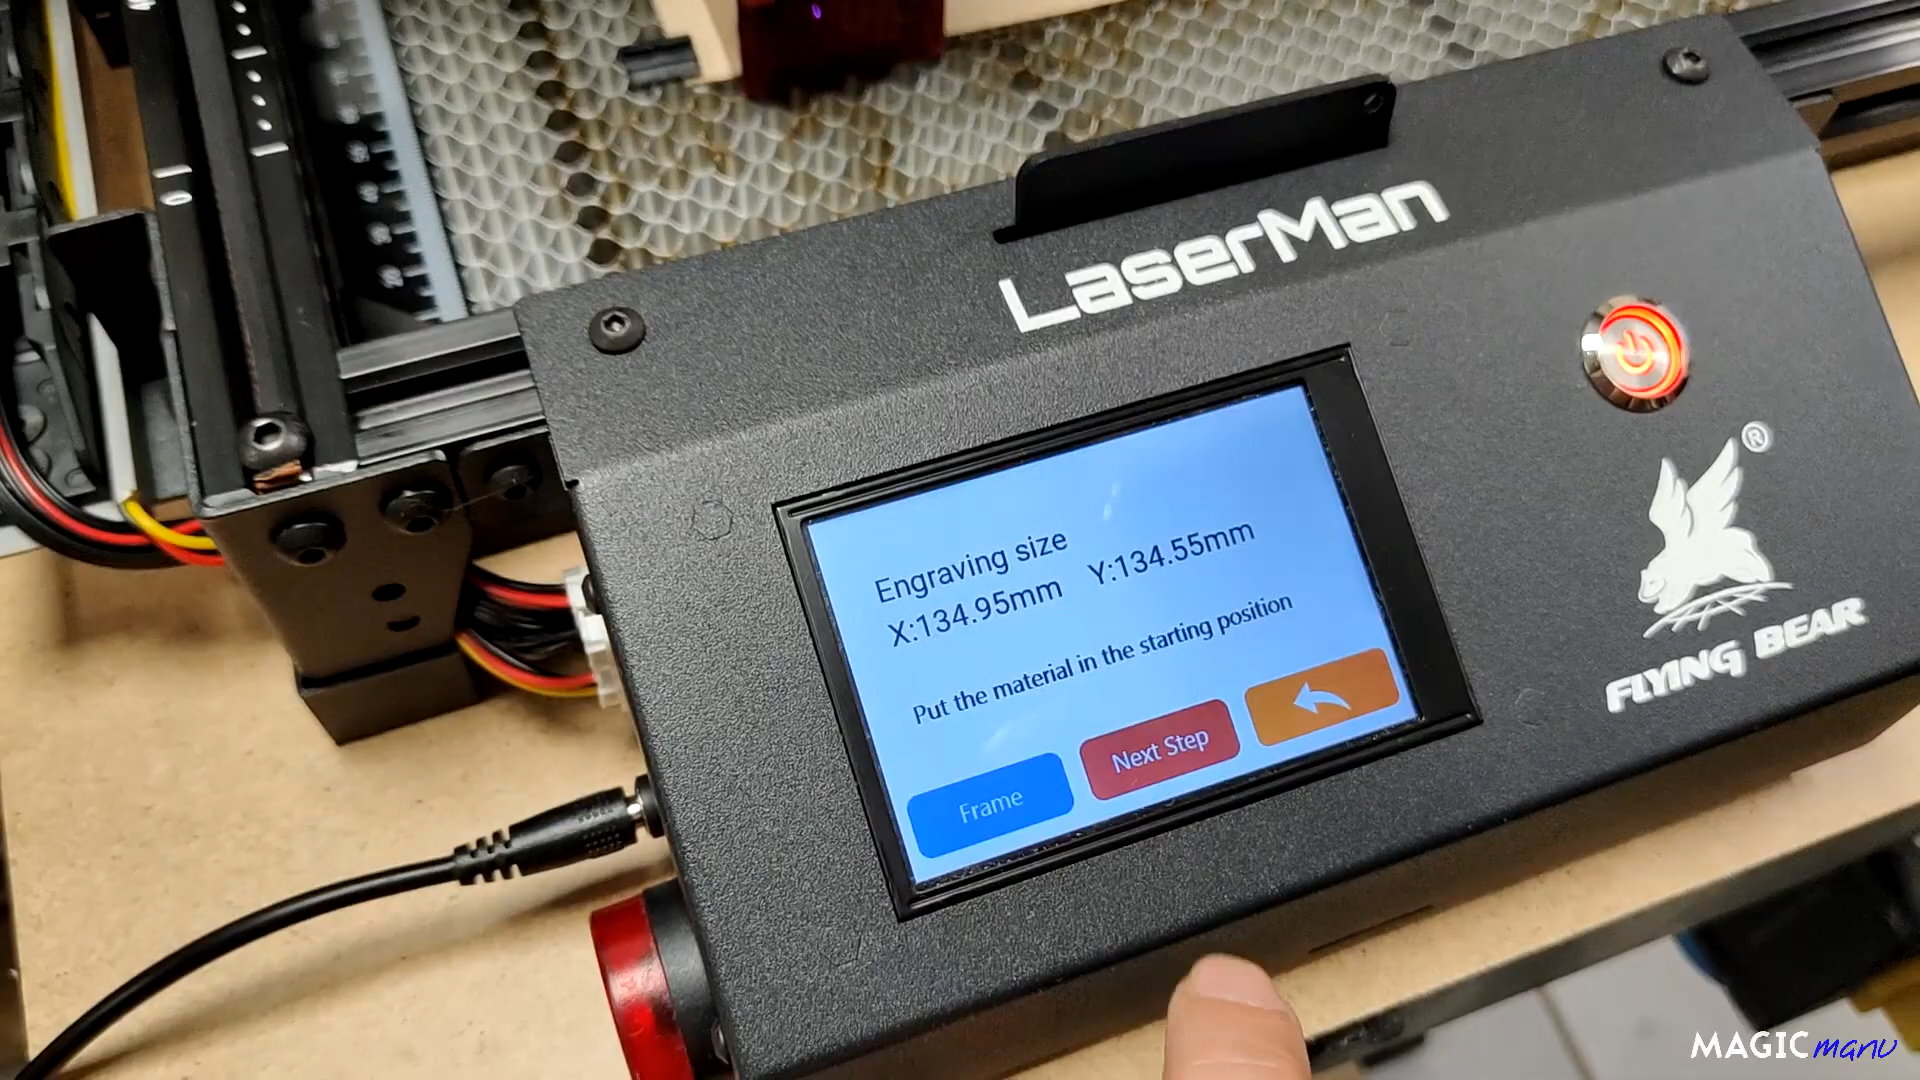 LaserMan
Engraving size
X:134.95mm Y:134.55mm
Put the material in the starting position
Frame
Next Step
®
FLYING BEAR
MAGICmanu